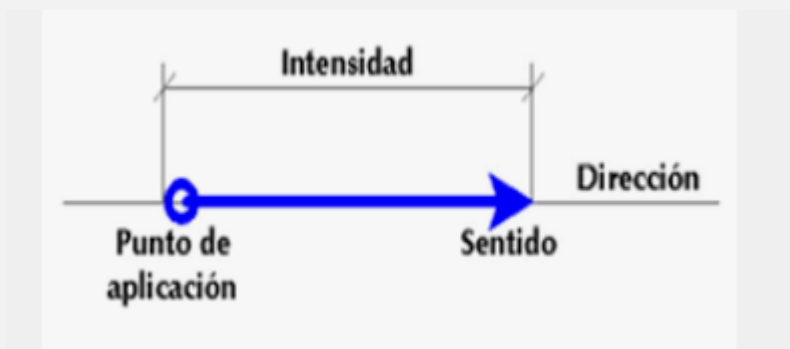 Intensidad
Dirección
Punto de
aplicación
Sentido